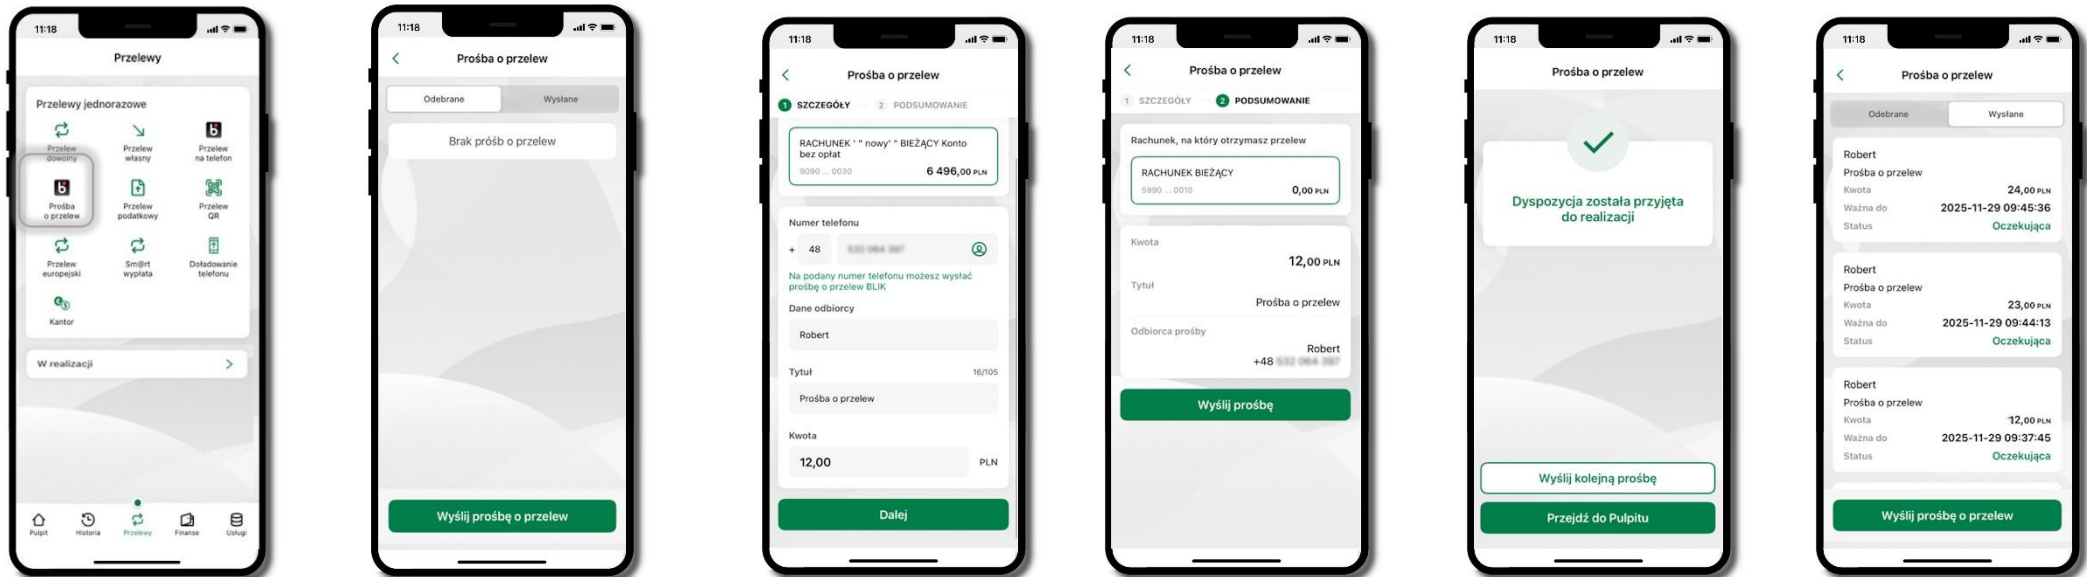 11:18
Przelewy
Przelewy jednorazowe
Przelew
dowolny
Przelew
własny
Przelew
na telefon
Prośba
o przelew
Przelew
podatkowy
Przelew
QR
Przelew
europejski
Sm@rt
wypłata
Doładowanie
telefonu
Kantor
W realizacji
Pulpit
Historia
Przelewy
Finanse
Usługi
11:18
Prośba o przelew
Odebrane
Wysłane
Brak próśb o przelew
Wyślij prośbę o przelew
11:18
Prośba o przelew
1 SZCZEGÓŁY
2 PODSUMOWANIE
RACHUNEK ' " nowy' " BIEŻĄCY Konto
bez opłat
9090 ... 0030
6 496,00 PLN
Numer telefonu
+ 48
Na podany numer telefonu możesz wysłać
prośbę o przelew BLIK
Dane odbiorcy
Robert
Tytuł
16/105
Prośba o przelew
Kwota
12,00
PLN
Dalej
11:18
Prośba o przelew
1 SZCZEGÓŁY
2 PODSUMOWANIE
Rachunek, na który otrzymasz przelew
RACHUNEK BIEŻĄCY
5990 ... 0010
0,00 PLN
Kwota
12,00 PLN
Tytuł
Prośba o przelew
Odbiorca prośby
Robert
+48
Wyślij prośbę
11:18
Prośba o przelew
Dyspozycja została przyjęta
do realizacji
Wyślij kolejną prośbę
Przejdź do Pulpitu
11:18
Prośba o przelew
Odebrane
Wysłane
Robert
Prośba o przelew
Kwota
24,00 PLN
Ważna do
2025-11-29 09:45:36
Status
Oczekująca
Robert
Prośba o przelew
Kwota
23,00 PLN
Ważna do
2025-11-29 09:44:13
Status
Oczekująca
Robert
Prośba o przelew
Kwota
12,00 PLN
Ważna do
2025-11-29 09:37:45
Status
Oczekująca
Wyślij prośbę o przelew